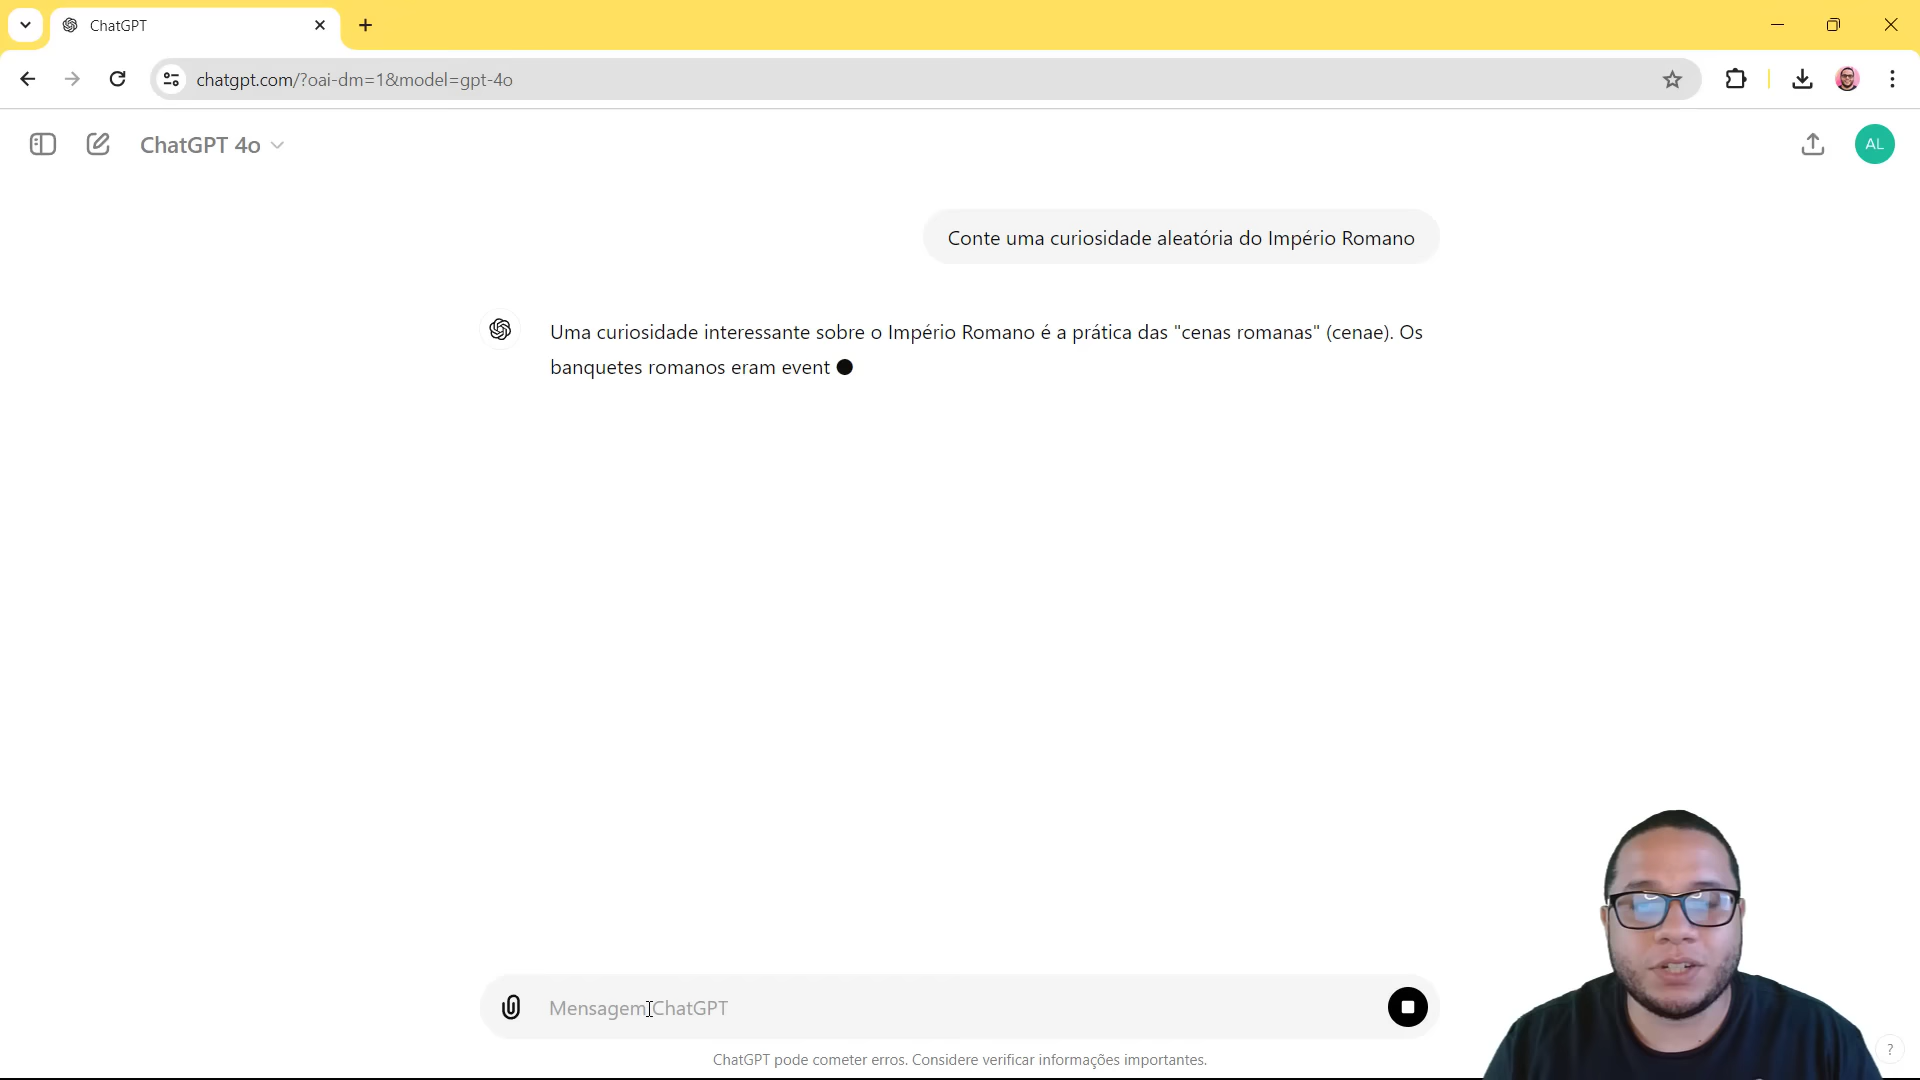 ChatGPT
chatgpt.com/?oai-dm=1&model=gpt-4o
ChatGPT 4o
AL
Conte uma curiosidade aleatória do Império Romano
Uma curiosidade interessante sobre o Império Romano é a prática das "cenas romanas" (cenae). Os
banquetes romanos eram event
Mensagem ChatGPT
ChatGPT pode cometer erros. Considere verificar informações importantes.
?